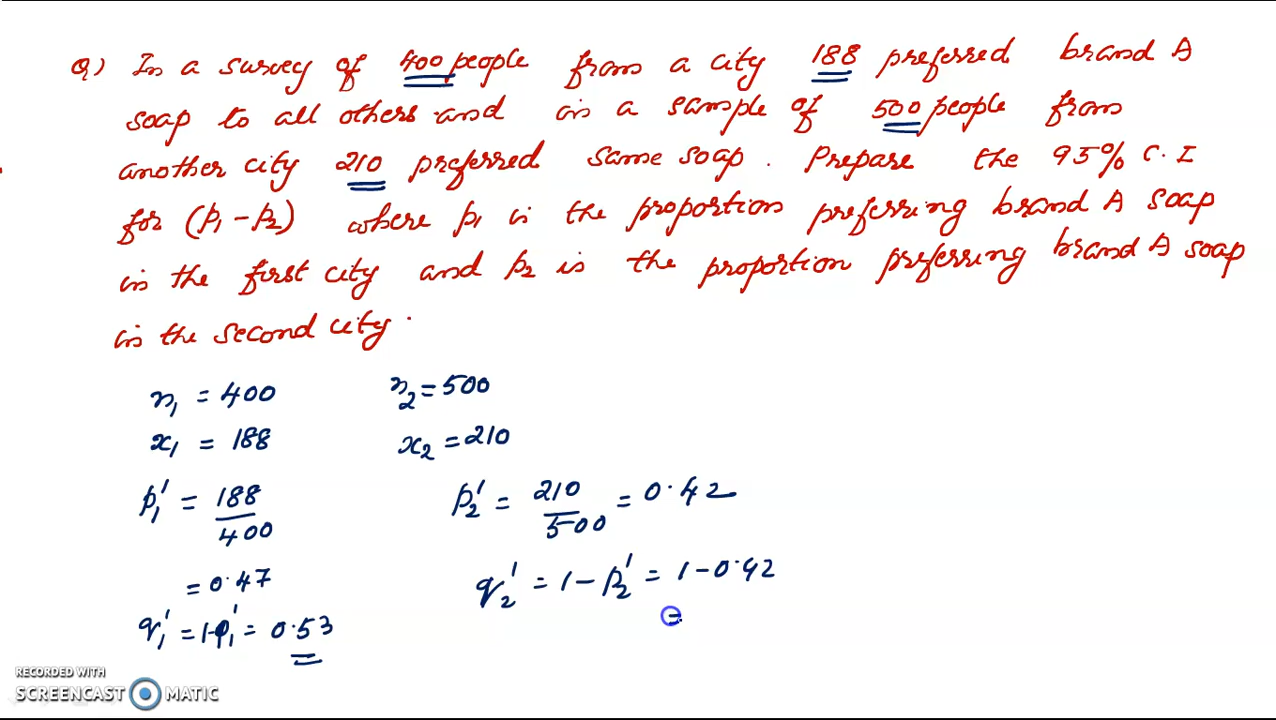 Q) In a survey of 400 people from a city 188 preferred brand A
soap to all others and in a sample of 500 people from
another city 210 preferred same soap. Prepare the 95% C.I
for (p₁ - p₂) where p₁ is the proportion preferring brand A soap
in the first city and p₂ is the proportion preferring brand A soap
in the second city.
n₁ = 400 n₂ = 500
x₁ = 188 x₂ = 210
p₁' = 188/400 p₂' = 210/500 = 0.42
= 0.47 q₂' = 1 - p₂' = 1 - 0.42
q₁' = 1-p₁' = 0.53 =
RECORDED WITH
SCREENCAST MATIC